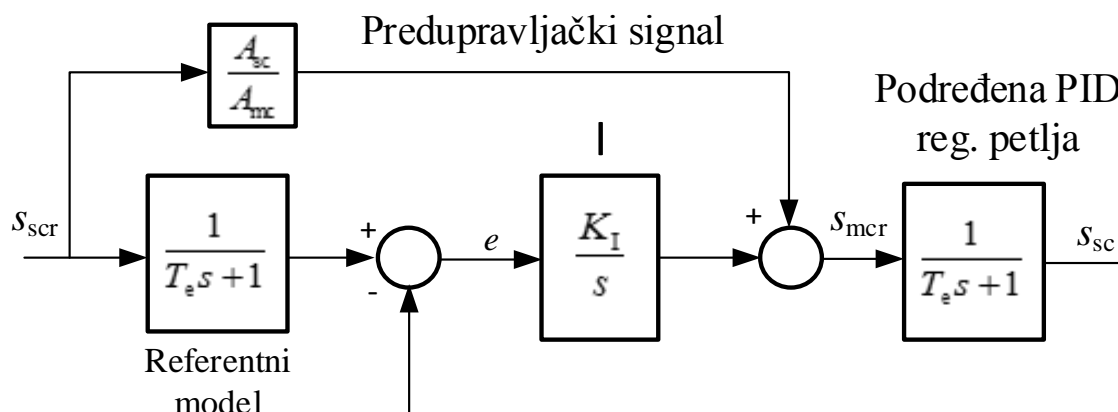 Predupravljački signal
A_sc
A_mc
Podređena PID
reg. petlja
I
s_scr
1
T_e s + 1
+
-
e
K_I
s
+
s_mcr
1
T_e s + 1
s_sc
Referentni
model